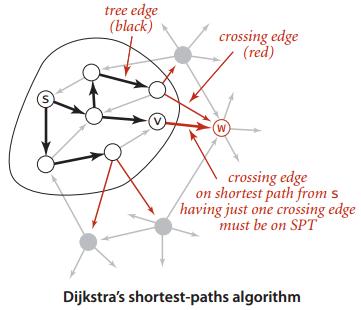 tree edge
(black)
crossing edge
(red)
s
v
w
crossing edge
on shortest path from s
having just one crossing edge
must be on SPT
Dijkstra's shortest-paths algorithm